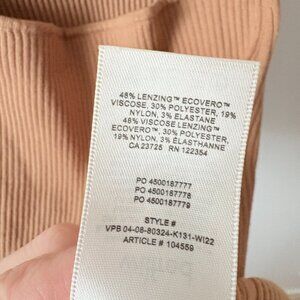 48% LENZING™ ECOVERO™
VISCOSE, 30% POLYESTER, 19%
NYLON, 3% ELASTANE
48% VISCOSE LENZING™
ECOVERO™, 30% POLYESTER,
19% NYLON, 3% ÉLASTHANNE
CA 23725 RN 122354
PO 4500187777
PO 4500187778
PO 4500187779
STYLE #
VPB 04-08-80324-K131-WI22
ARTICLE # 104559